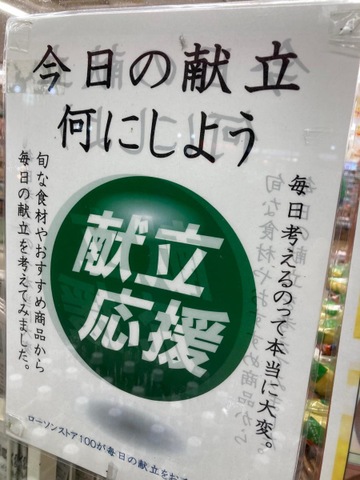 今日の献立
何にしよう
毎日考えるのって本当に大変。
旬な食材やおすすめ商品から
毎日の献立を考えてみました。
献立
応援
ローソンストア100が毎日の献立をお